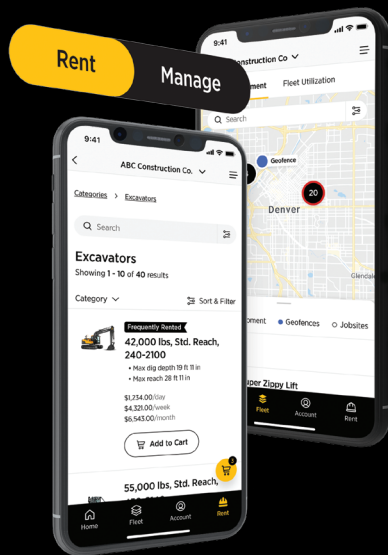 Rent
Manage
9:41
ABC Construction Co.
Categories > Excavators
Search
Excavators
Showing 1 - 10 of 40 results
Category
Sort & Filter
Frequently Rented
42,000 lbs, Std. Reach,
240-2100
• Max dig depth 19 ft 11 in
• Max reach 28 ft 11 in
$1,234.00/day
$4,321.00/week
$6,543.00/month
Add to Cart
55,000 lbs, Std. Reach,
Home
Fleet
Account
Rent
9:41
Construction Co
Fleet Utilization
Search
Geofence
20
Denver
Geofences
Jobsites
Zippy Lift
Fleet
Account
Rent